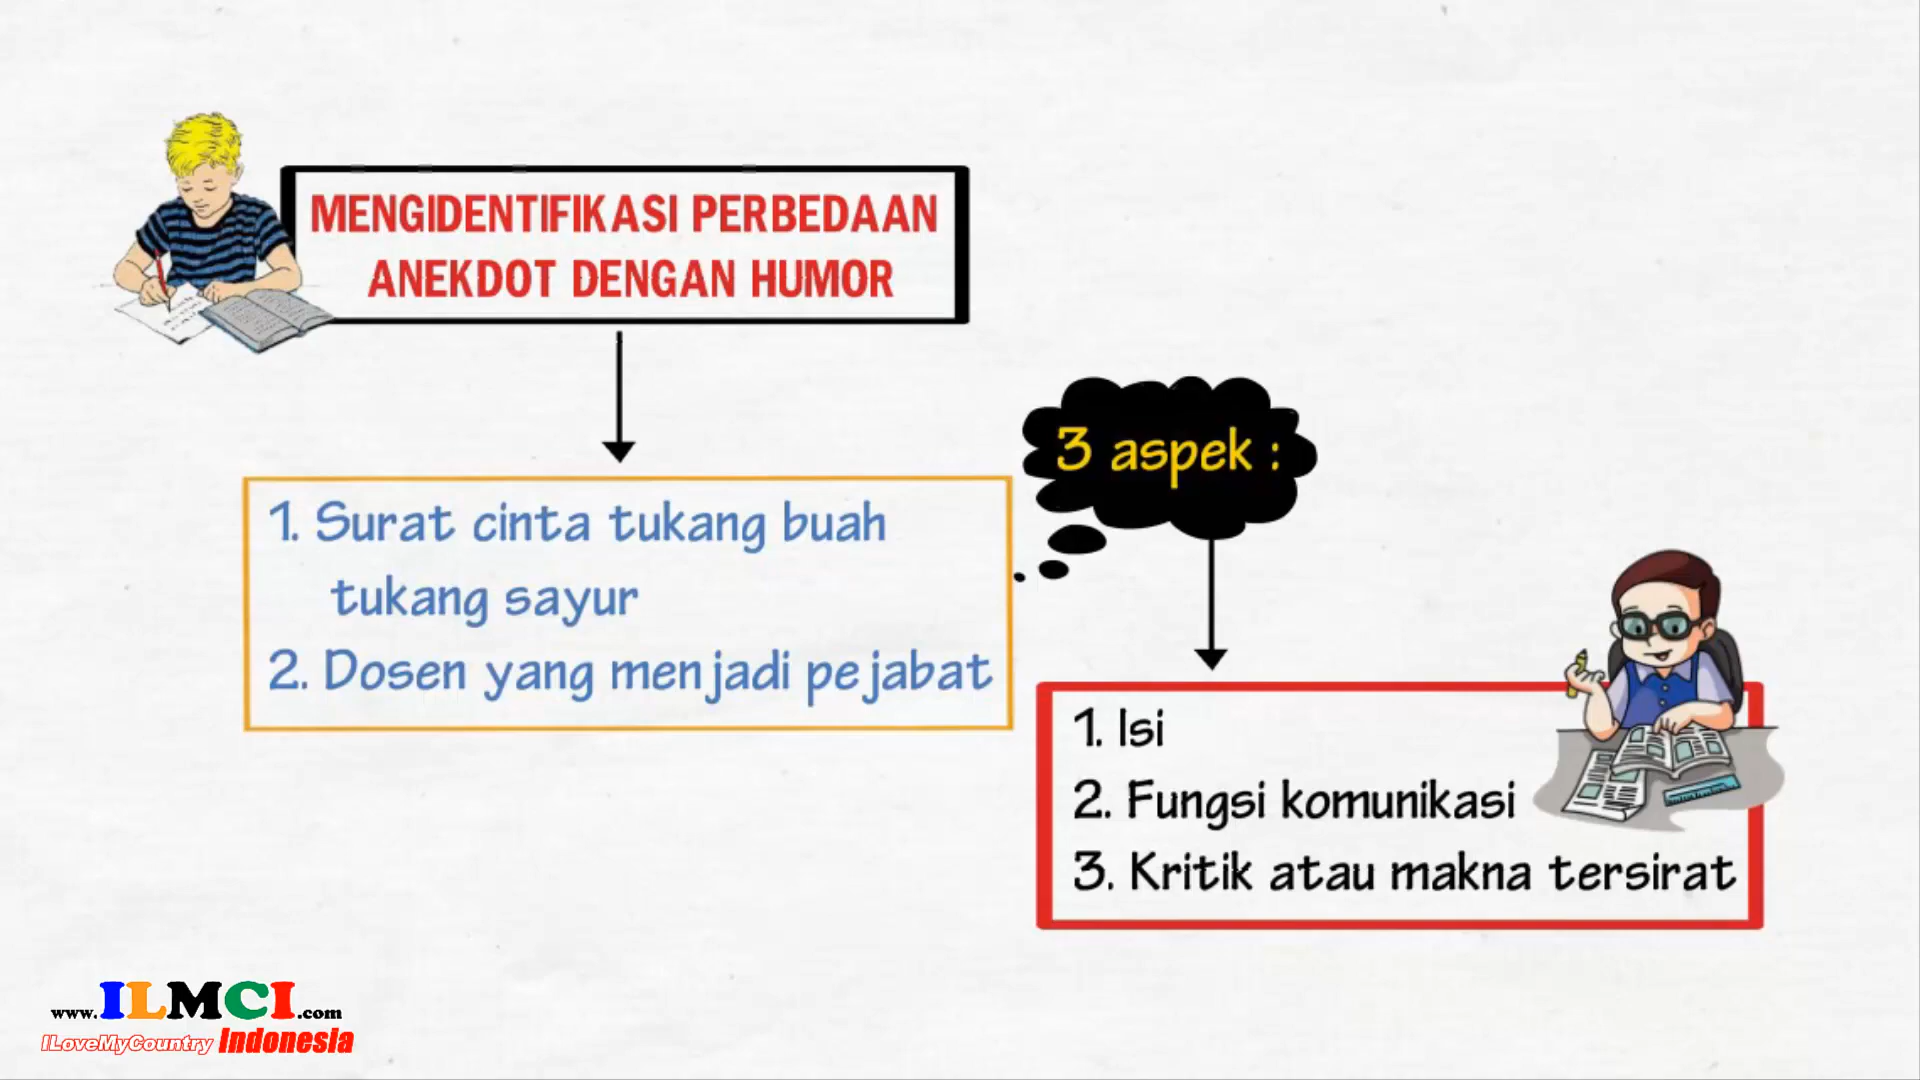 MENGIDENTIFIKASI PERBEDAAN
ANEKDOT DENGAN HUMOR
1. Surat cinta tukang buah
tukang sayur
2. Dosen yang menjadi pejabat
3 aspek :
1. Isi
2. Fungsi komunikasi
3. Kritik atau makna tersirat
www.ILMCI.com
ILoveMyCountry Indonesia